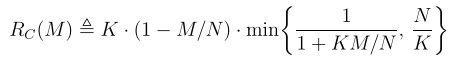 R_C(M) ≜ K · (1 − M/N) · min{ 1/(1 + KM/N), N/K }